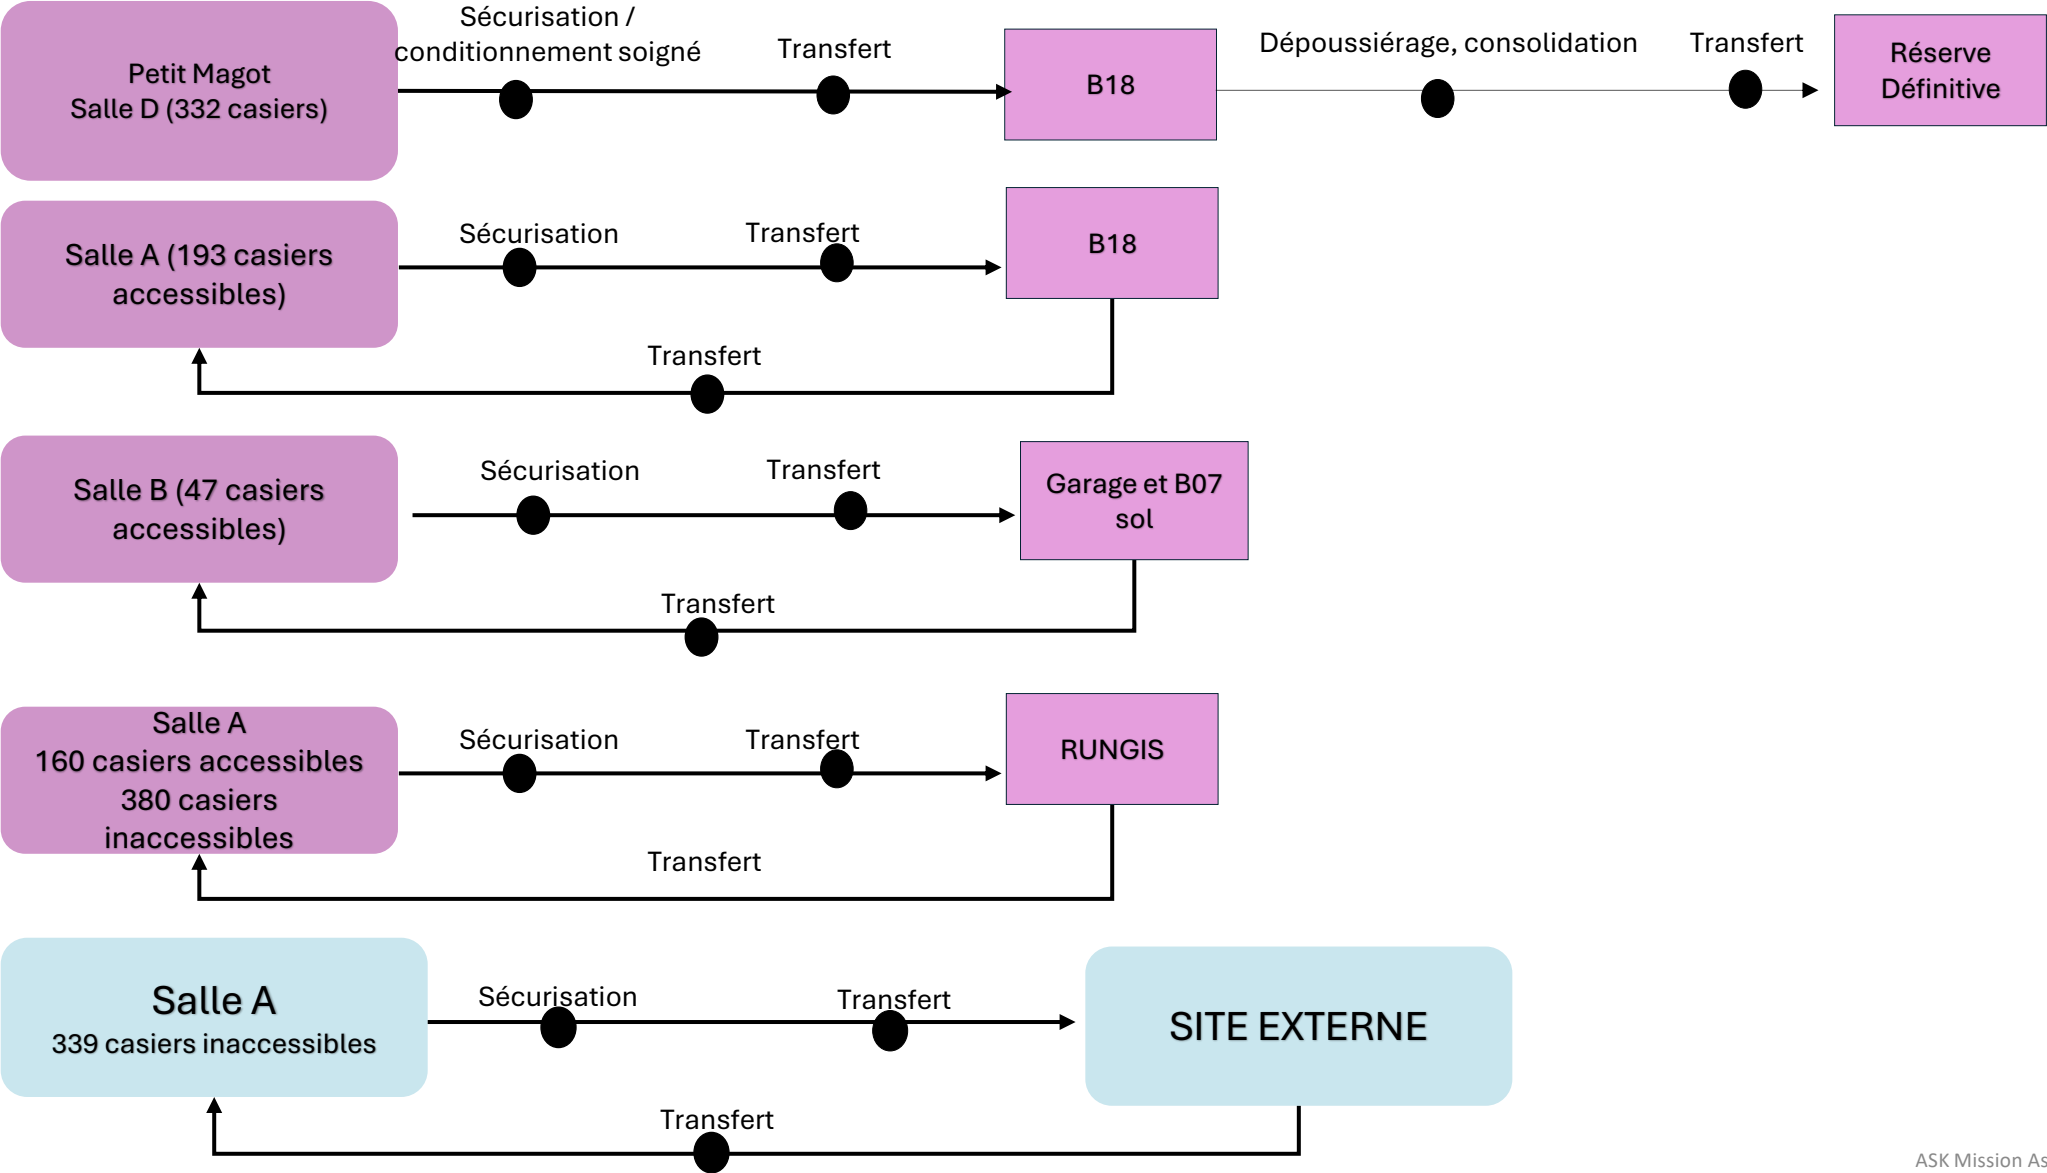 Petit Magot
Salle D (332 casiers)
Sécurisation /
conditionnement soigné
Transfert
B18
Dépoussiérage, consolidation
Transfert
Réserve
Définitive
Salle A (193 casiers
accessibles)
Sécurisation
Transfert
B18
Transfert
Salle B (47 casiers
accessibles)
Sécurisation
Transfert
Garage et B07
sol
Transfert
Salle A
160 casiers accessibles
380 casiers
inaccessibles
Sécurisation
Transfert
RUNGIS
Transfert
Salle A
339 casiers inaccessibles
Sécurisation
Transfert
SITE EXTERNE
Transfert
ASK Mission As